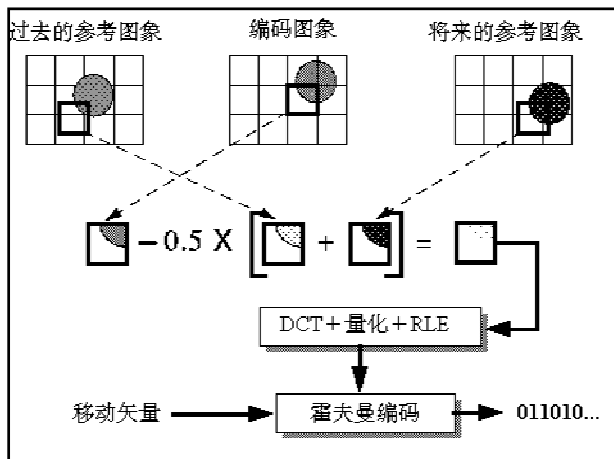 过去的参考图象
编码图象
将来的参考图象
－0.5 X [ + ] =
DCT＋量化＋RLE
移动矢量
霍夫曼编码
011010...